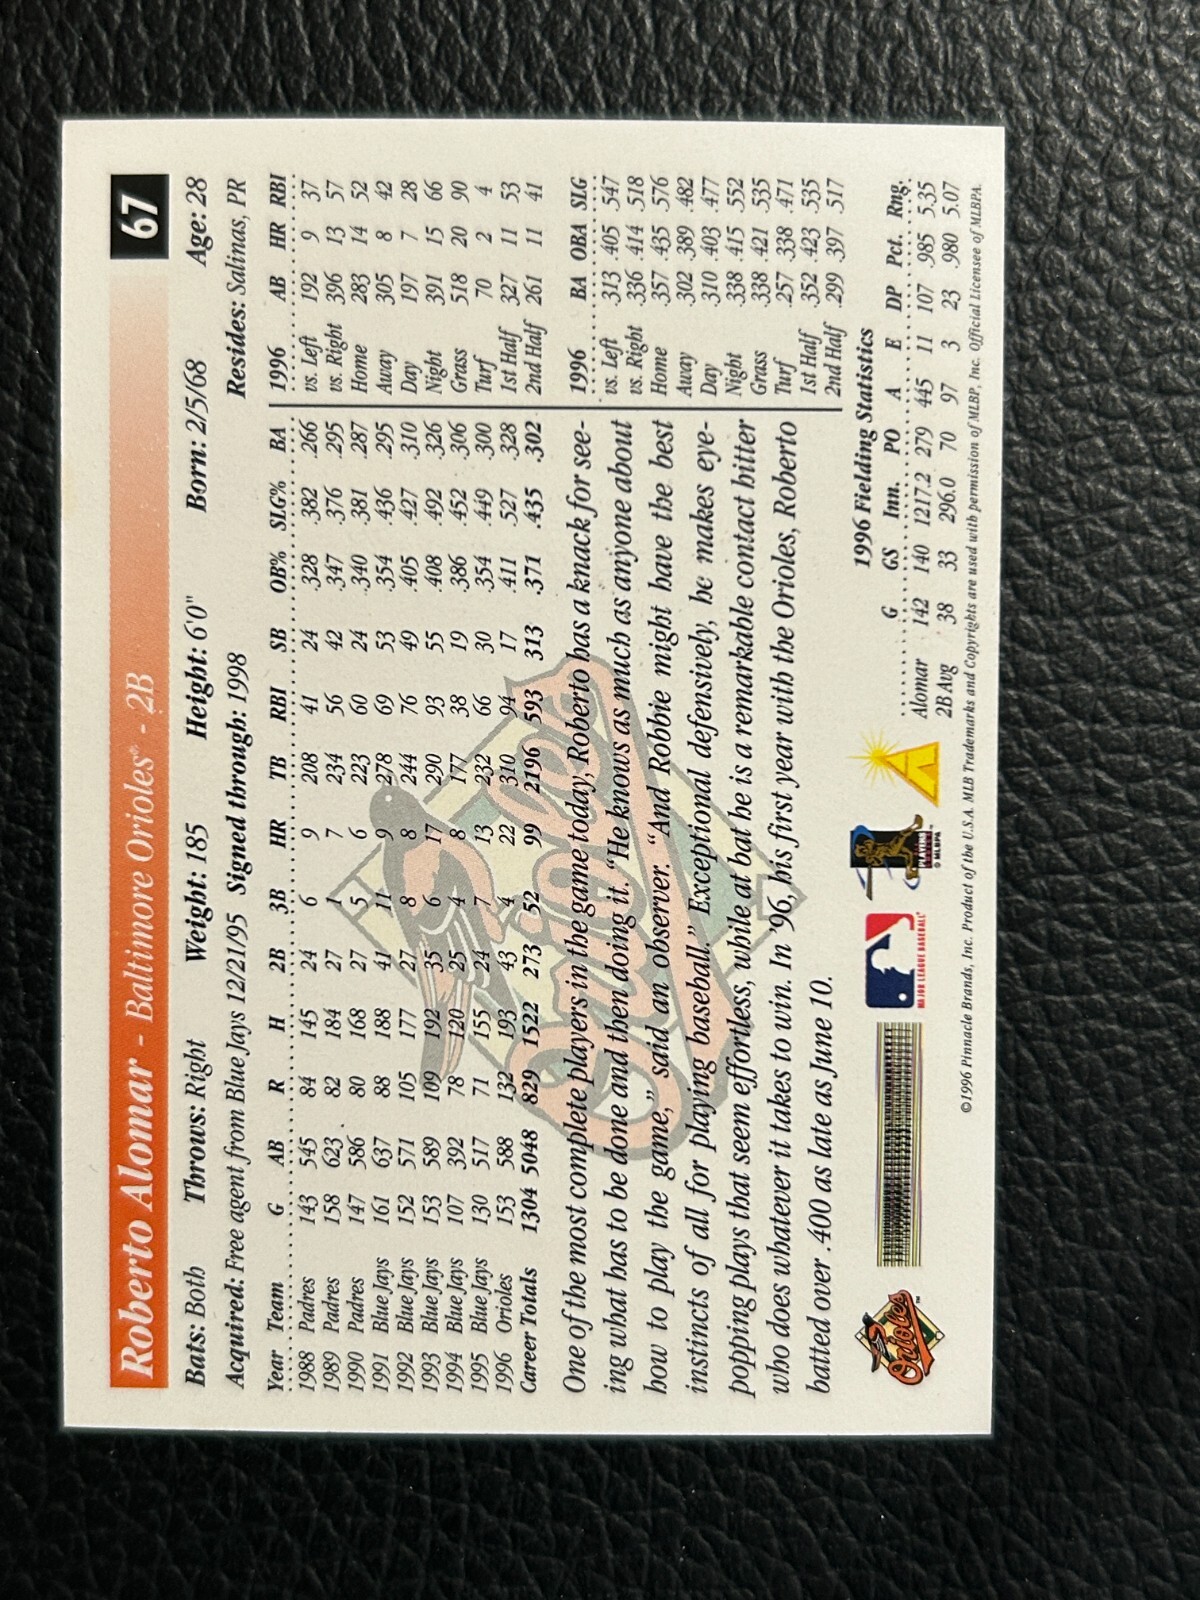 67
Roberto Alomar - Baltimore Orioles® - 2B
Bats: Both Throws: Right Weight: 185 Height: 6'0" Born: 2/5/68 Age: 28
Acquired: Free agent from Blue Jays 12/21/95 Signed through: 1998 Resides: Salinas, PR
Year Team G AB R H 2B 3B HR TB RBI SB OB% SLG% BA
1988 Padres 143 545 84 145 24 6 9 208 41 24 .328 .382 .266
1989 Padres 158 623 82 184 27 1 7 234 56 42 .347 .376 .295
1990 Padres 147 586 80 168 27 5 6 223 60 24 .340 .381 .287
1991 Blue Jays 161 637 88 188 41 11 9 278 69 53 .354 .436 .295
1992 Blue Jays 152 571 105 177 27 8 8 244 76 49 .405 .427 .310
1993 Blue Jays 153 589 109 192 35 6 17 290 93 55 .408 .492 .326
1994 Blue Jays 107 392 78 120 25 4 8 177 38 19 .386 .452 .306
1995 Blue Jays 130 517 71 155 24 7 13 232 66 30 .354 .449 .300
1996 Orioles 153 588 132 193 43 4 22 310 94 17 .411 .527 .328
Career Totals 1304 5048 829 1522 273 52 99 2196 593 313 .371 .435 .302
1996 AB HR RBI
vs. Left 192 9 37
vs. Right 396 13 57
Home 283 14 52
Away 305 8 42
Day 197 7 28
Night 391 15 66
Grass 518 20 90
Turf 70 2 4
1st Half 327 11 53
2nd Half 261 11 41
One of the most complete players in the game today, Roberto has a knack for see-
ing what has to be done and then doing it. "He knows as much as anyone about
how to play the game," said an observer. "And Robbie might have the best
instincts of all for playing baseball." Exceptional defensively, he makes eye-
popping plays that seem effortless, while at bat he is a remarkable contact hitter
who does whatever it takes to win. In '96, his first year with the Orioles, Roberto
batted over .400 as late as June 10.
1996 BA OBA SLG
vs. Left .313 .405 .547
vs. Right .336 .414 .518
Home .357 .435 .576
Away .302 .389 .482
Day .310 .403 .477
Night .338 .415 .552
Grass .338 .421 .535
Turf .257 .338 .471
1st Half .352 .423 .535
2nd Half .299 .397 .517
1996 Fielding Statistics
G GS Inn. PO A E DP Pct. Rng.
Alomar 142 140 1217.2 279 445 11 107 .985 5.35
2B Avg 38 33 296.0 70 97 3 23 .980 5.07
Orioles
™
MAJOR LEAGUE BASEBALL®
© MLBPA
©1996 Pinnacle Brands, Inc. Product of the U.S.A. MLB Trademarks and Copyrights are used with permission of MLBP, Inc. Official Licensee of MLBPA.
Orioles